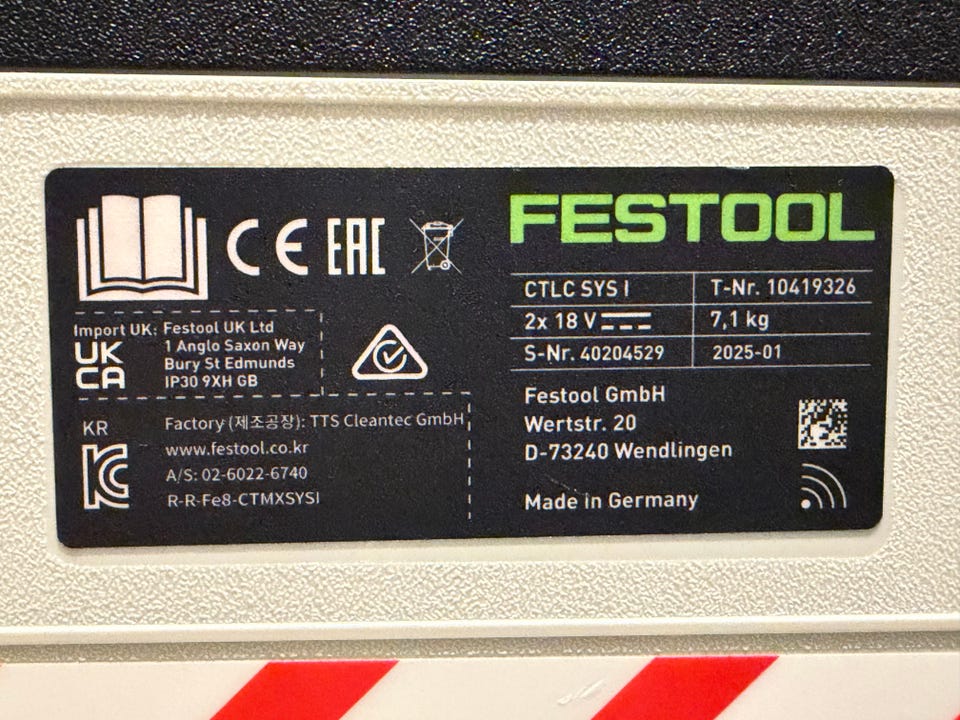 CE EAC
Import UK: Festool UK Ltd
1 Anglo Saxon Way
Bury St Edmunds
IP30 9XH GB
UK
CA
KR
Factory (제조공장): TTS Cleantec GmbH
www.festool.co.kr
A/S: 02-6022-6740
R-R-Fe8-CTMXSYSI
FESTOOL
CTLC SYS I T-Nr. 10419326
2x 18 V 7,1 kg
S-Nr. 40204529 2025-01
Festool GmbH
Wertstr. 20
D-73240 Wendlingen
Made in Germany